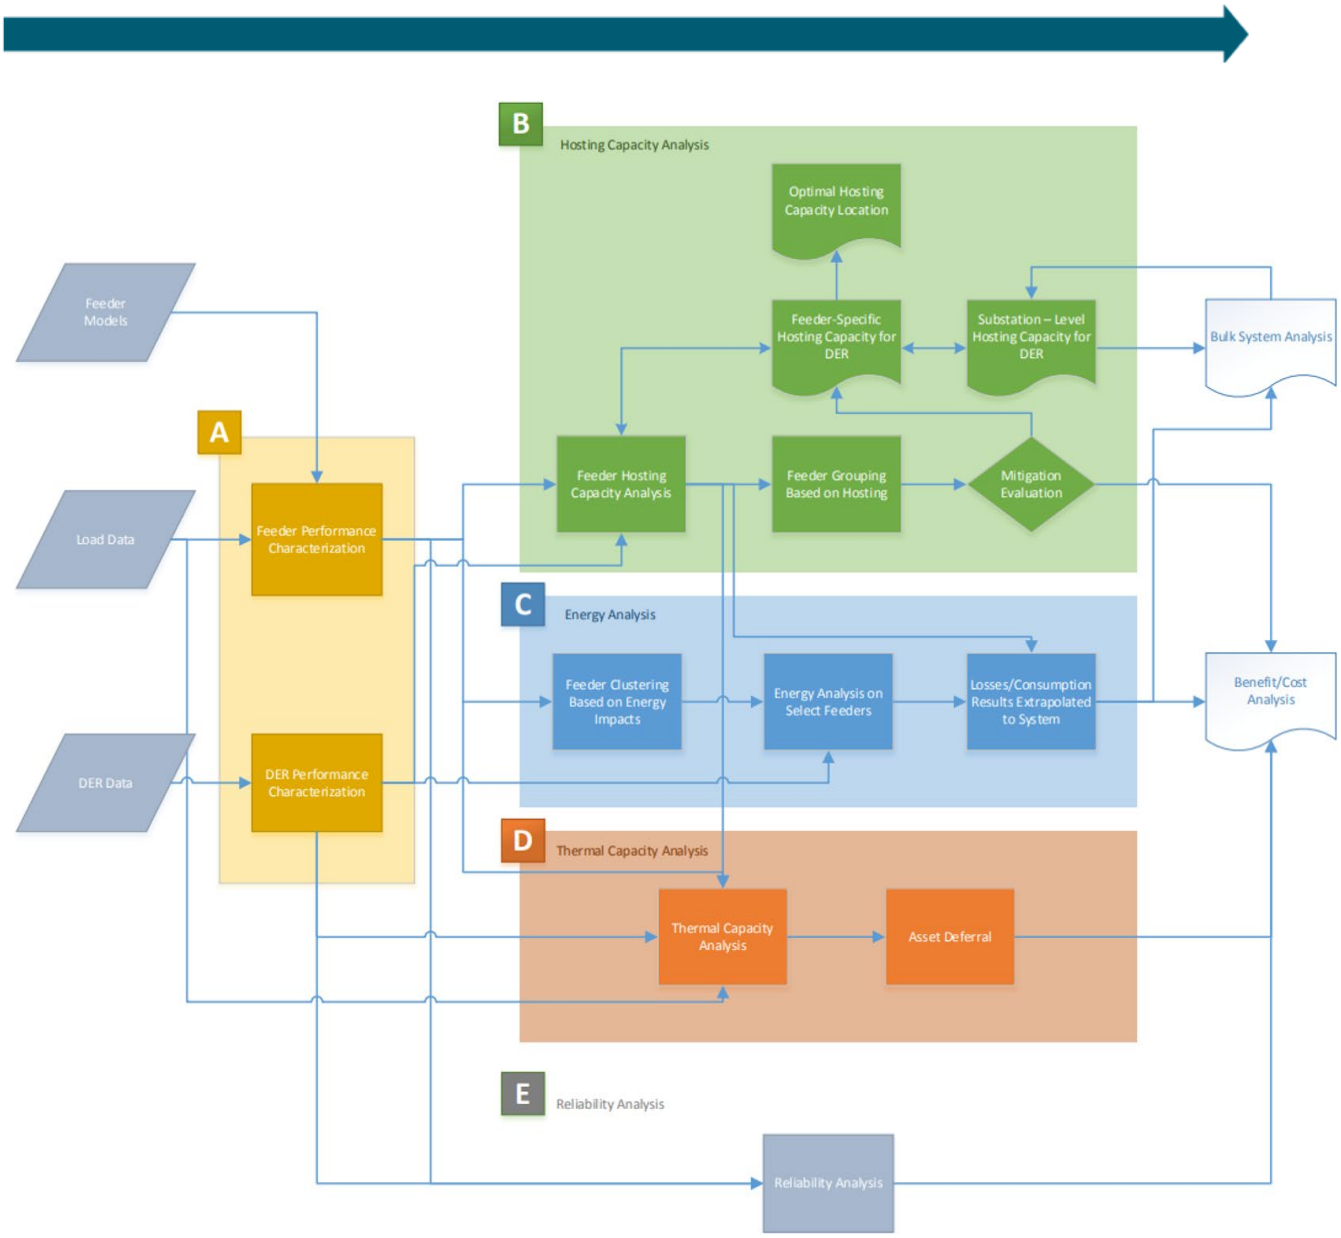 B
Hosting Capacity Analysis
Optimal Hosting
Capacity Location
Feeder
Models
Feeder-Specific
Hosting Capacity for
DER
Substation – Level
Hosting Capacity for
DER
Bulk System Analysis
A
Feeder Hosting
Capacity Analysis
Feeder Grouping
Based on Hosting
Mitigation
Evaluation
Load Data
Feeder Performance
Characterization
C
Energy Analysis
Feeder Clustering
Based on Energy
Impacts
Energy Analysis on
Select Feeders
Losses/Consumption
Results Extrapolated
to System
Benefit/Cost
Analysis
DER Data
DER Performance
Characterization
D
Thermal Capacity Analysis
Thermal Capacity
Analysis
Asset Deferral
E
Reliability Analysis
Reliability Analysis